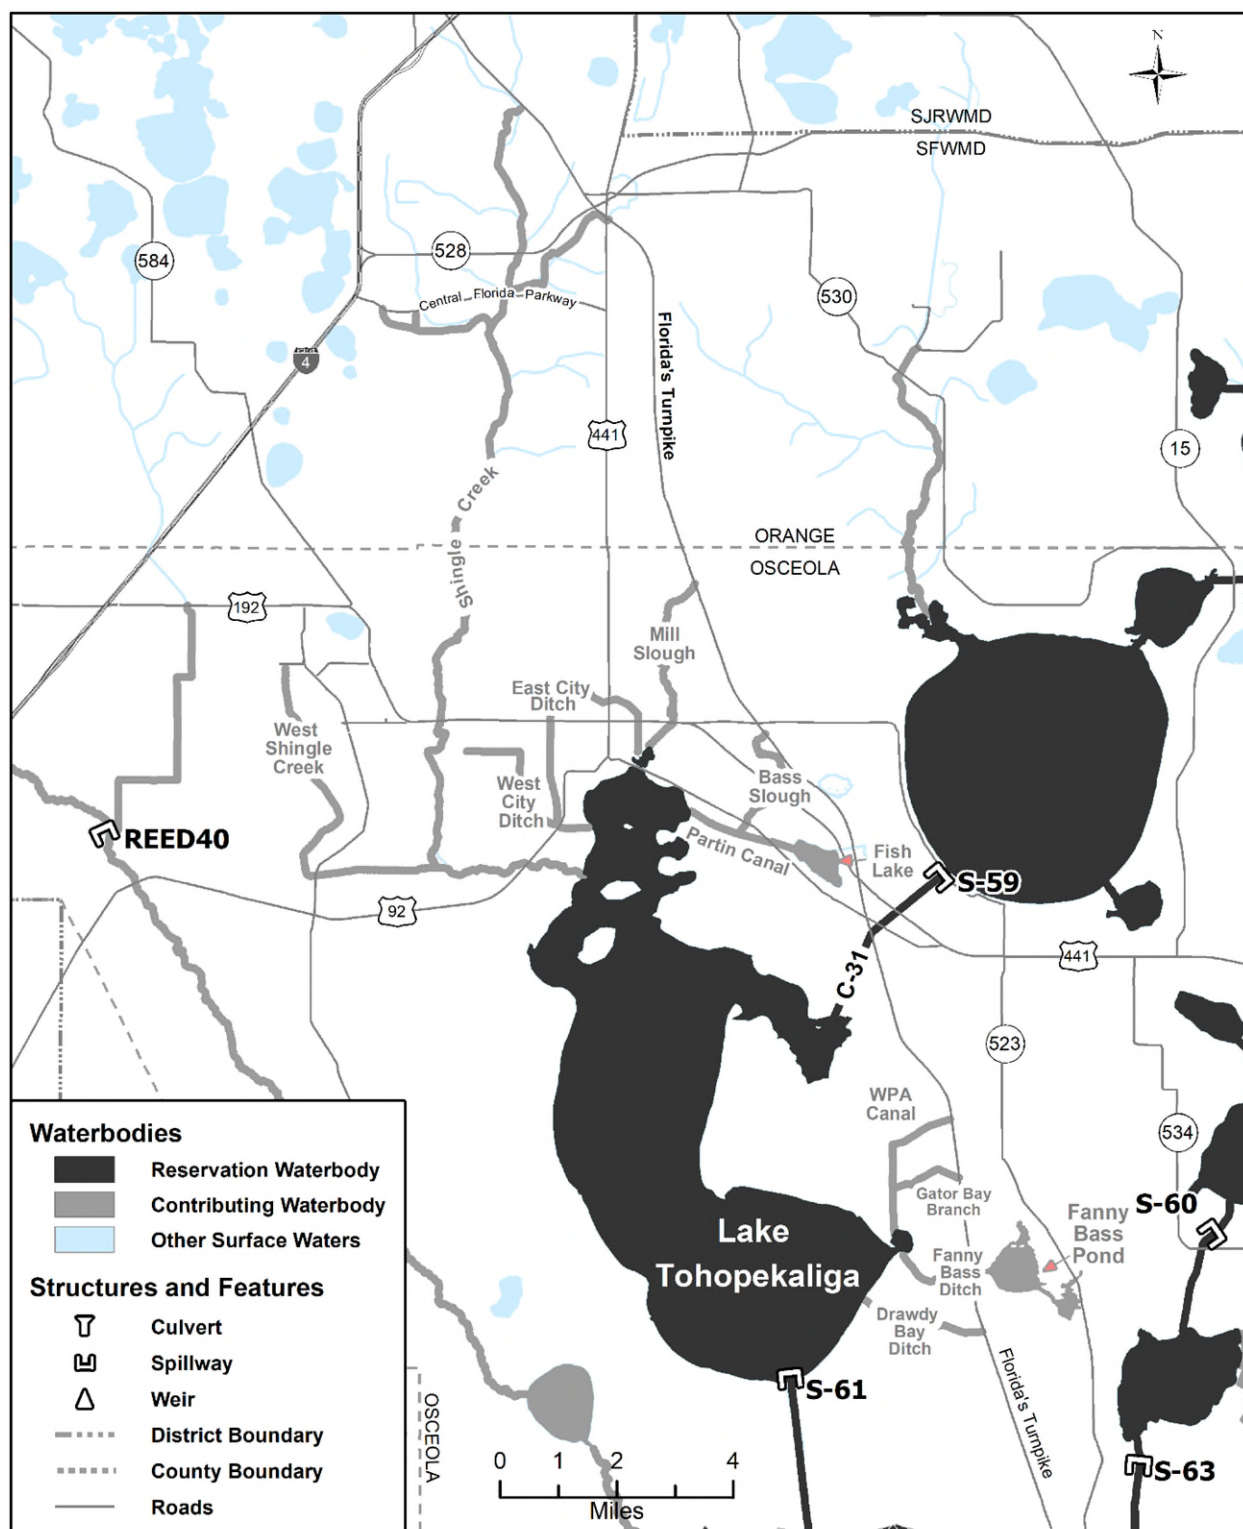 N
SJRWMD
SFWMD
584
528
Central Florida Parkway
530
4
Florida's Turnpike
441
15
Shingle Creek
ORANGE
OSCEOLA
192
Mill
Slough
East City
Ditch
West
Shingle
Creek
West
City
Ditch
Bass
Slough
Partin Canal
Fish
Lake
REED40
S-59
92
441
C-31
523
WPA
Canal
534
Gator Bay
Branch
S-60
Fanny
Bass
Pond
Lake
Tohopekaliga
Fanny
Bass
Ditch
Drawdy
Bay
Ditch
Florida's Turnpike
S-61
S-63
OSCEOLA
0 1 2 4
Miles
Waterbodies
Reservation Waterbody
Contributing Waterbody
Other Surface Waters
Structures and Features
Culvert
Spillway
Weir
District Boundary
County Boundary
Roads